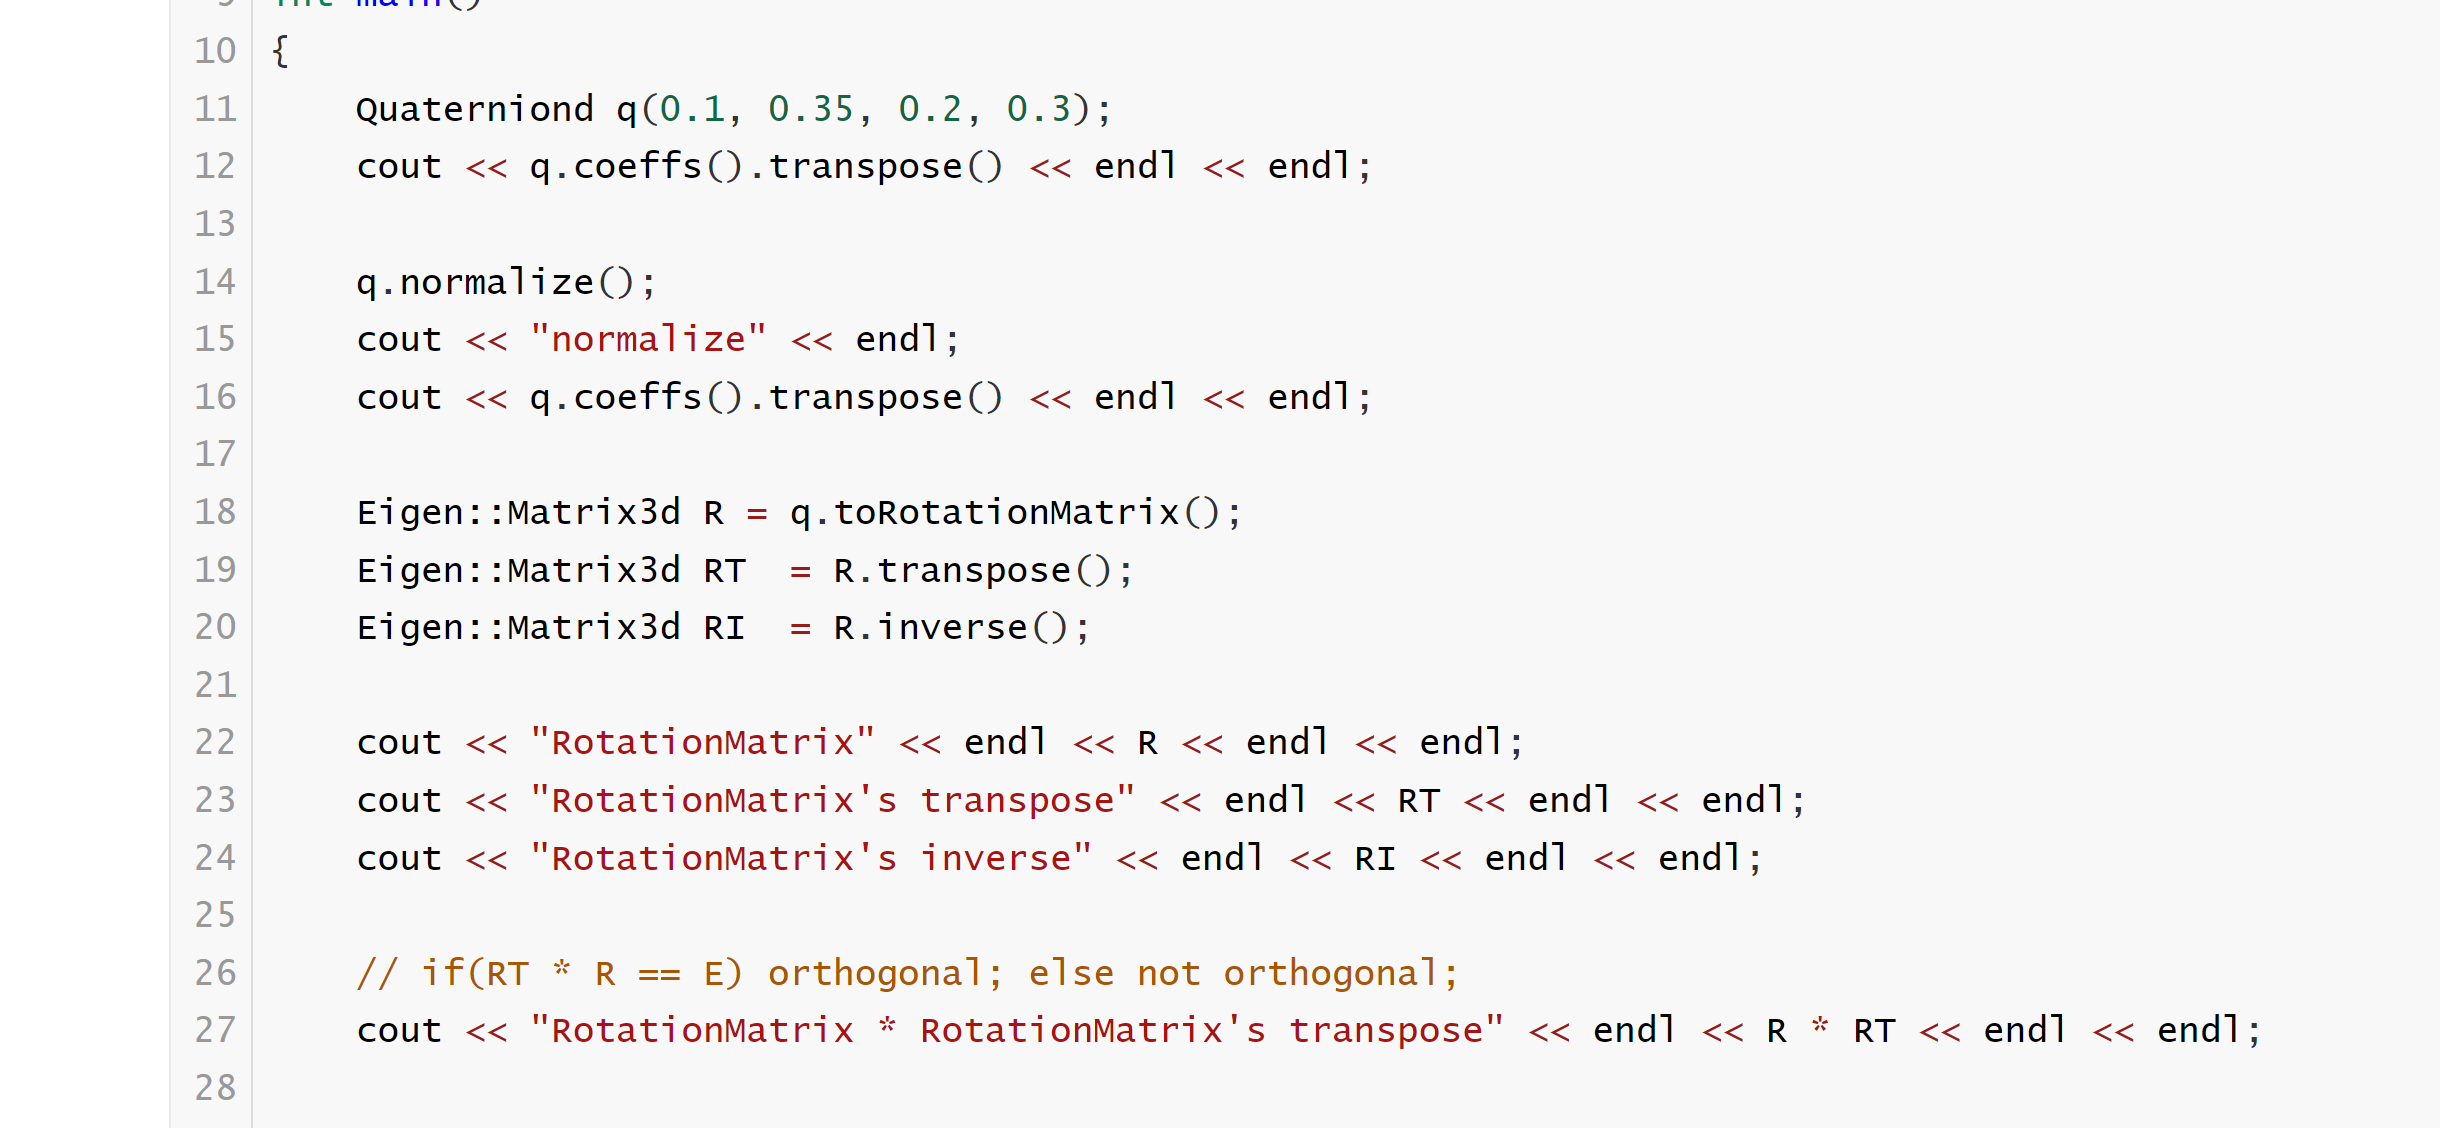 9 int main()
10 {
11     Quaterniond q(0.1, 0.35, 0.2, 0.3);
12     cout << q.coeffs().transpose() << endl << endl;
13
14     q.normalize();
15     cout << "normalize" << endl;
16     cout << q.coeffs().transpose() << endl << endl;
17
18     Eigen::Matrix3d R = q.toRotationMatrix();
19     Eigen::Matrix3d RT  = R.transpose();
20     Eigen::Matrix3d RI  = R.inverse();
21
22     cout << "RotationMatrix" << endl << R << endl << endl;
23     cout << "RotationMatrix's transpose" << endl << RT << endl << endl;
24     cout << "RotationMatrix's inverse" << endl << RI << endl << endl;
25
26     // if(RT * R == E) orthogonal; else not orthogonal;
27     cout << "RotationMatrix * RotationMatrix's transpose" << endl << R * RT << endl << endl;
28